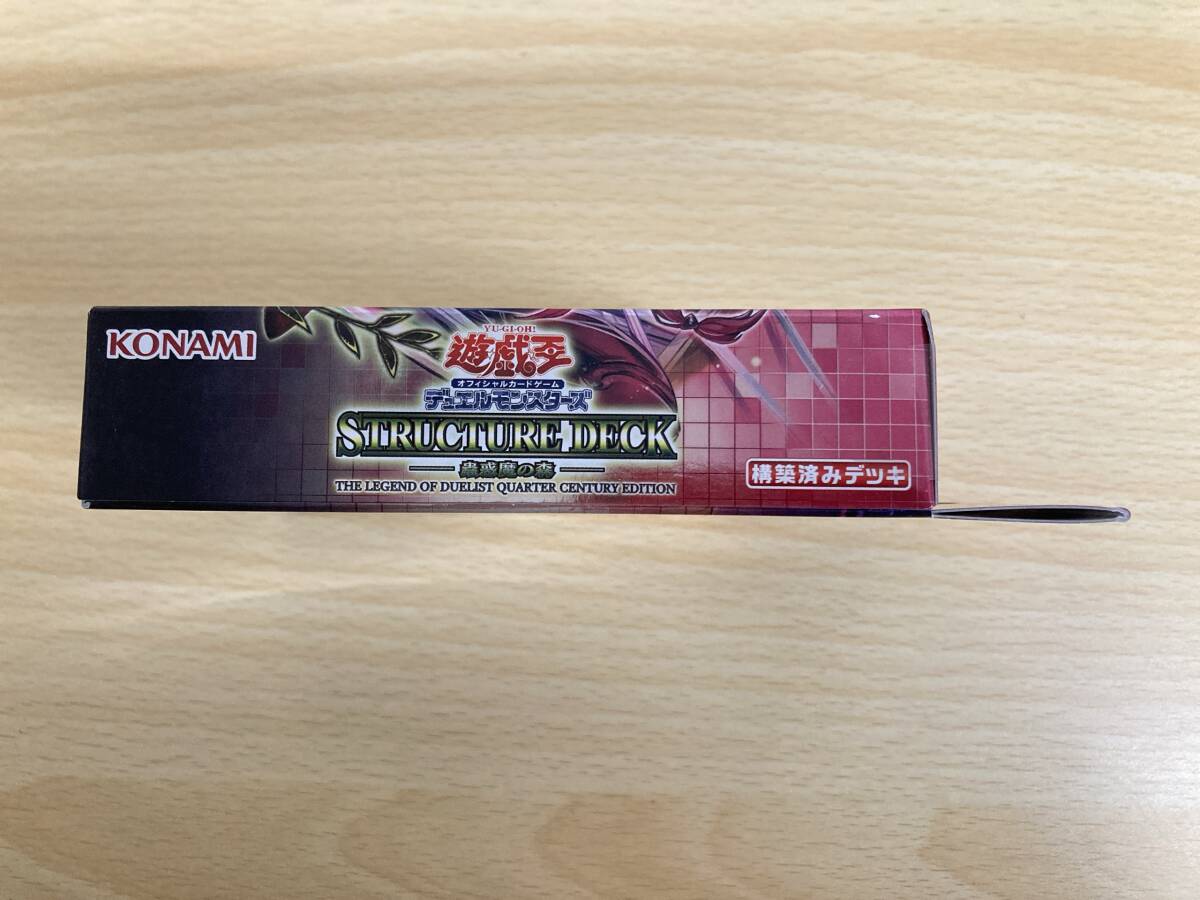 KONAMI
YU-GI-OH!
遊戯王
オフィシャルカードゲーム
デュエルモンスターズ
STRUCTURE DECK
蟲惑魔の森
THE LEGEND OF DUELIST QUARTER CENTURY EDITION
構築済みデッキ